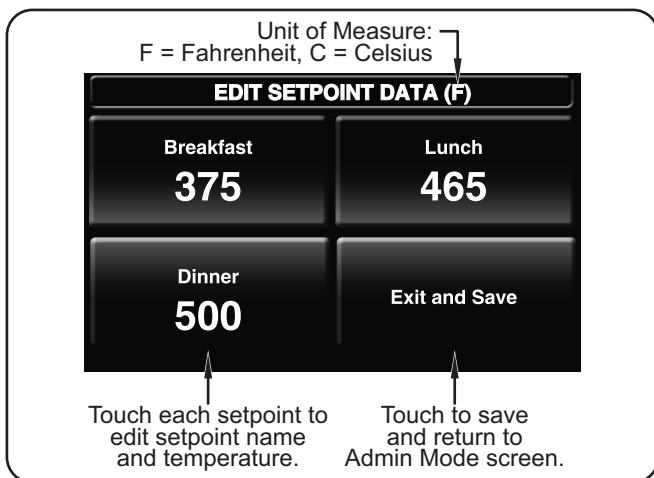 Unit of Measure:
F = Fahrenheit, C = Celsius
EDIT SETPOINT DATA (F)
Breakfast
375
Lunch
465
Dinner
500
Exit and Save
Touch each setpoint to
edit setpoint name
and temperature.
Touch to save
and return to
Admin Mode screen.